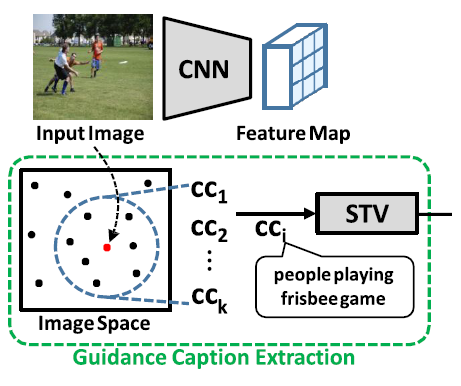 CNN
Input Image
Feature Map
cc1
cc2
⋮
cck
cci
STV
people playing
frisbee game
Image Space
Guidance Caption Extraction